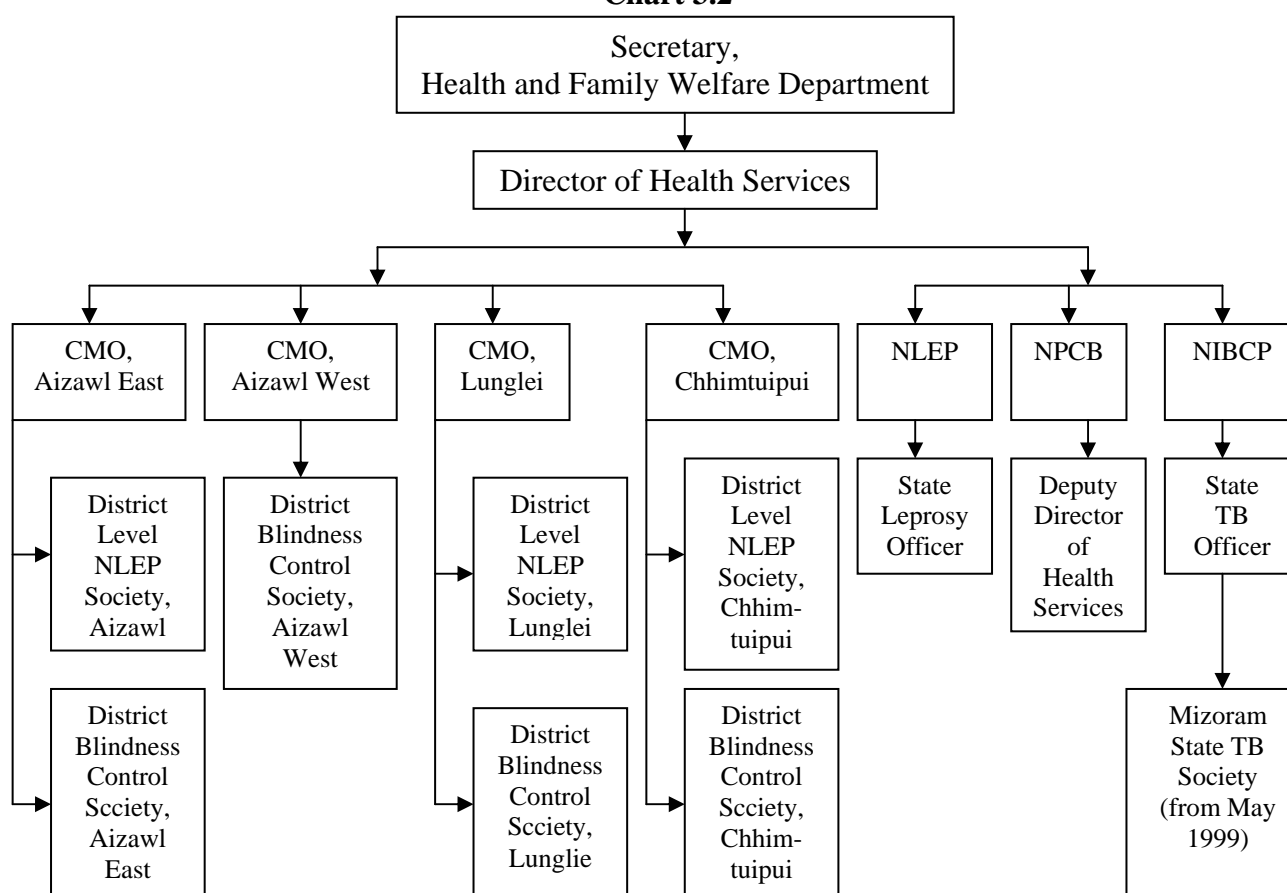 Chart 3.2
Secretary,
Health and Family Welfare Department
Director of Health Services
CMO,
Aizawl East
CMO,
Aizawl West
CMO,
Lunglei
CMO,
Chhimtuipui
NLEP
NPCB
NIBCP
District
Level
NLEP
Society,
Aizawl
District
Blindness
Control
Society,
Aizawl
West
District
Level
NLEP
Society,
Lunglei
District
Level
NLEP
Society,
Chhim-
tuipui
State
Leprosy
Officer
Deputy
Director
of
Health
Services
State
TB
Officer
District
Blindness
Control
Scciety,
Aizawl
East
District
Blindness
Control
Scciety,
Lunglie
District
Blindness
Control
Scciety,
Chhim-
tuipui
Mizoram
State TB
Society
(from May
1999)